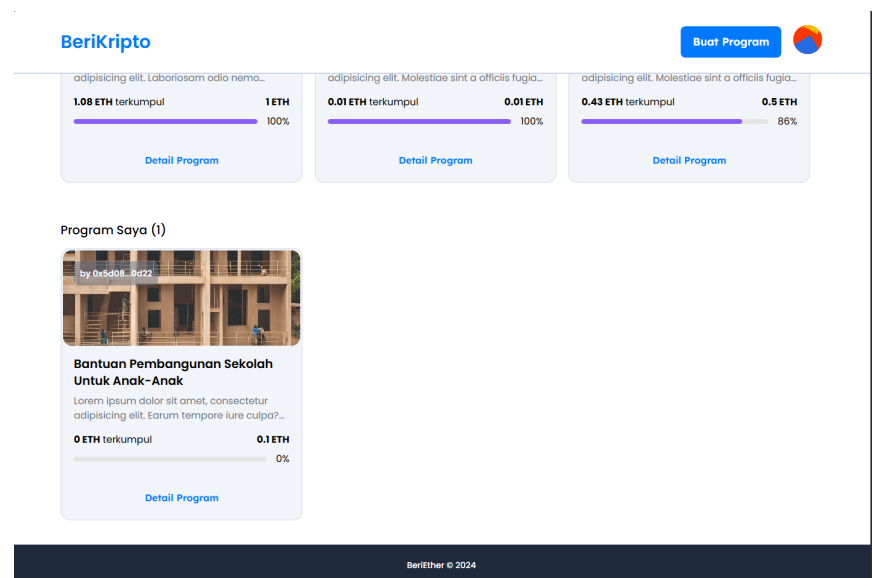 BeriKripto
Buat Program
adipisicing elit. Laboriosam odio nemo...
adipisicing elit. Molestiae sint a officiis fugia...
adipisicing elit. Molestiae sint a officiis fugia...
1.08 ETH terkumpul 1 ETH
0.01 ETH terkumpul 0.01 ETH
0.43 ETH terkumpul 0.5 ETH
100%
100%
86%
Detail Program
Detail Program
Detail Program
Program Saya (1)
by 0x5d08...0d22
Bantuan Pembangunan Sekolah
Untuk Anak-Anak
Lorem ipsum dolor sit amet, consectetur
adipisicing elit. Earum tempore iure culpa?...
0 ETH terkumpul 0.1 ETH
0%
Detail Program
BeriEther © 2024